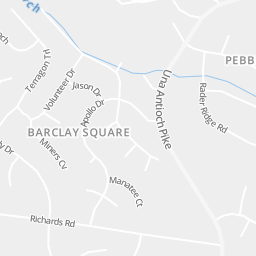 PEBB
Una Antioch Pike
Terragon Trl
Volunteer Dr
Jason Dr
Apollo Dr
Rader Ridge Rd
BARCLAY SQUARE
Miners Cv
Manatee Ct
Richards Rd